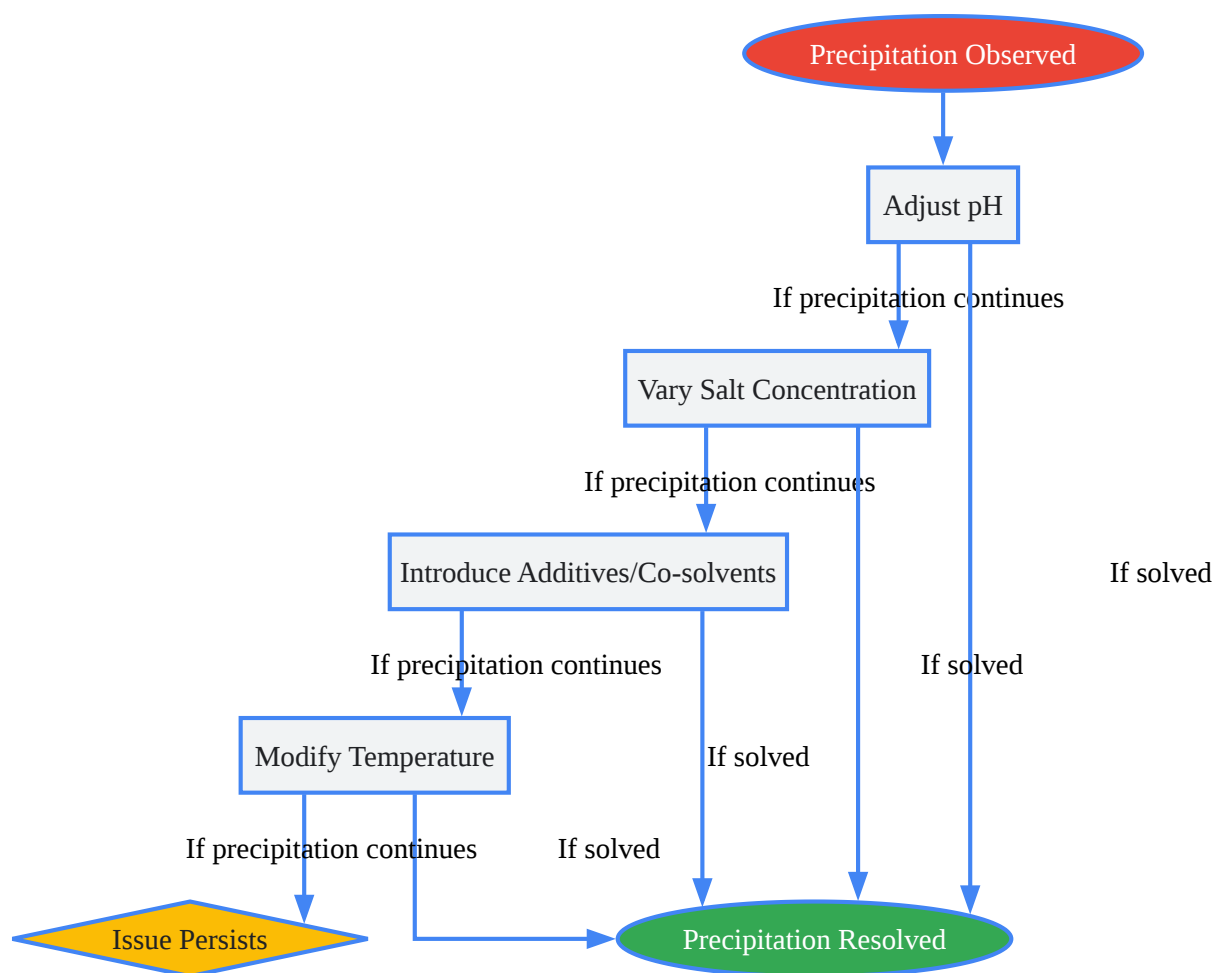 Precipitation Observed
Adjust pH
If precipitation continues
Vary Salt Concentration
If precipitation continues
Introduce Additives/Co-solvents
If solved
If precipitation continues
If solved
Modify Temperature
If solved
If precipitation continues
If solved
Issue Persists
Precipitation Resolved